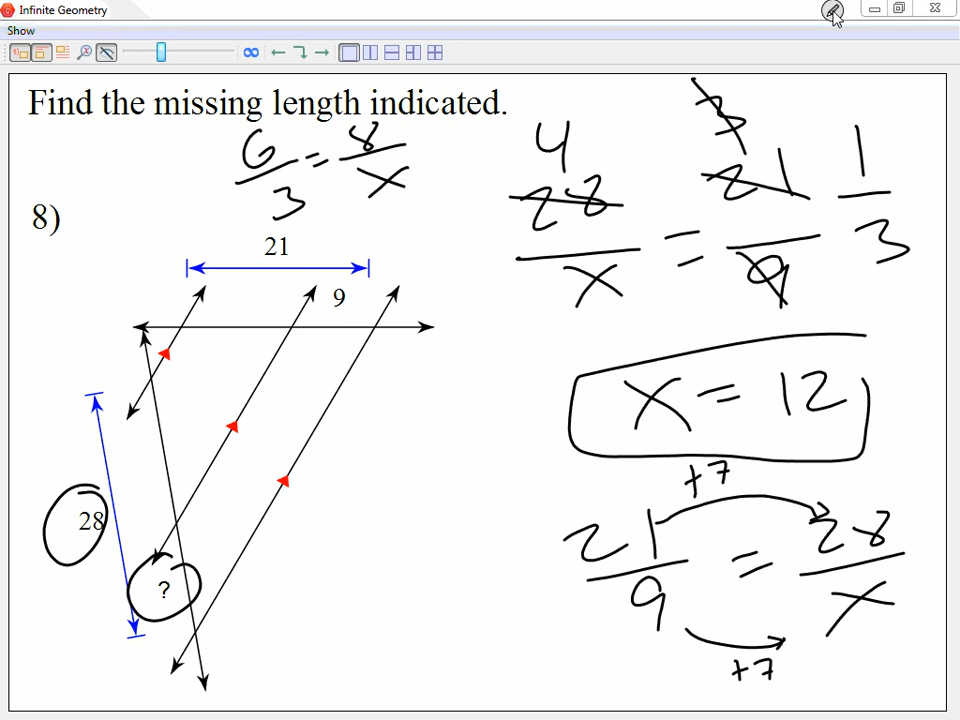 Infinite Geometry
Show
Find the missing length indicated.
6/3 = 8/x
8)
21
9
28
?
4
28/x = 21/9
3
1/3
x = 12
+7
21/9 = 28/x
+7